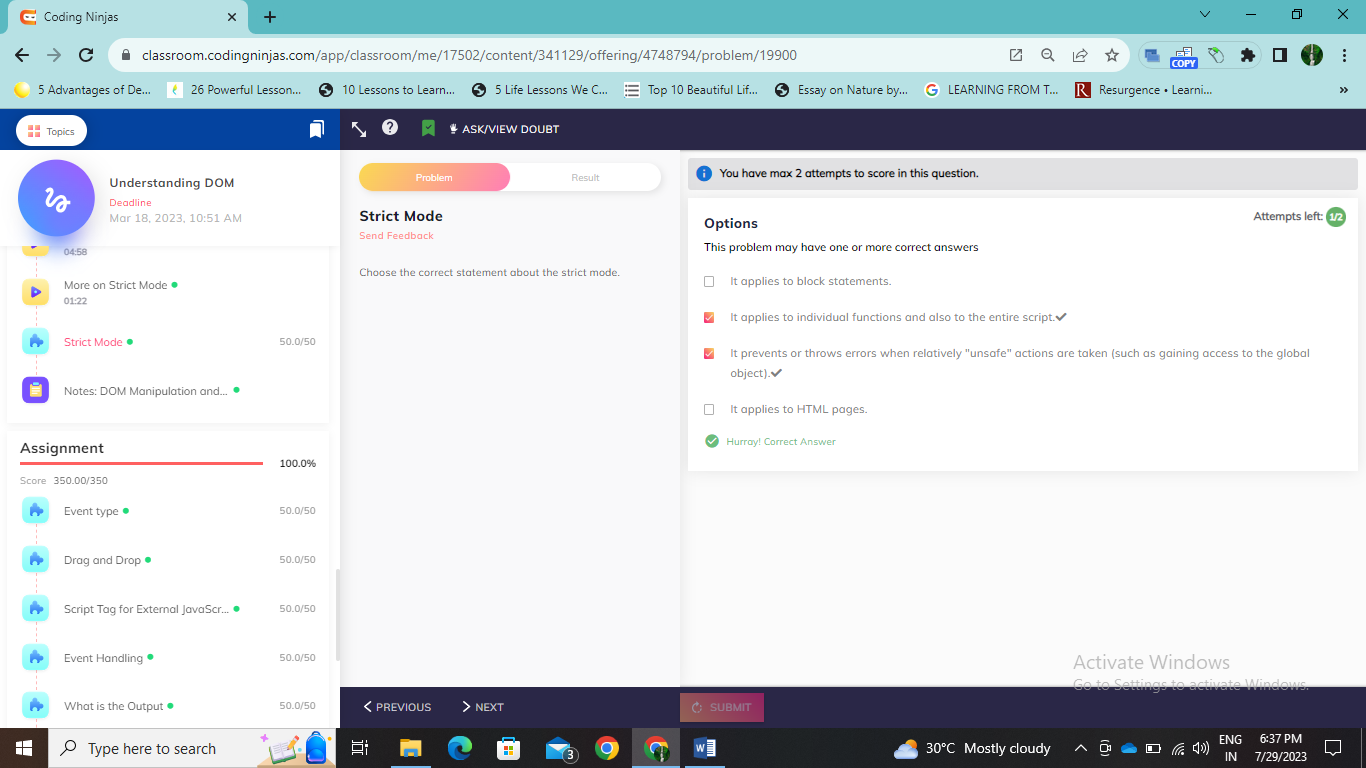 Coding Ninjas
classroom.codingninjas.com/app/classroom/me/17502/content/341129/offering/4748794/problem/19900
COPY
5 Advantages of De...
26 Powerful Lesson...
10 Lessons to Learn...
5 Life Lessons We C...
Top 10 Beautiful Lif...
Essay on Nature by...
LEARNING FROM T...
Resurgence • Learni...
Topics
ASK/VIEW DOUBT
Understanding DOM
Deadline
Mar 18, 2023, 10:51 AM
04:58
More on Strict Mode
01:22
Strict Mode
50.0/50
Notes: DOM Manipulation and...
Assignment
100.0%
Score 350.00/350
Event type
50.0/50
Drag and Drop
50.0/50
Script Tag for External JavaScr...
50.0/50
Event Handling
50.0/50
What is the Output
50.0/50
Problem
Result
Strict Mode
Send Feedback
Choose the correct statement about the strict mode.
You have max 2 attempts to score in this question.
Options
Attempts left: 1/2
This problem may have one or more correct answers
It applies to block statements.
It applies to individual functions and also to the entire script.
It prevents or throws errors when relatively "unsafe" actions are taken (such as gaining access to the global
object).
It applies to HTML pages.
Hurray! Correct Answer
Activate Windows
Go to Settings to activate Windows.
PREVIOUS
NEXT
SUBMIT
Type here to search
3
30°C Mostly cloudy
ENG
IN
6:37 PM
7/29/2023